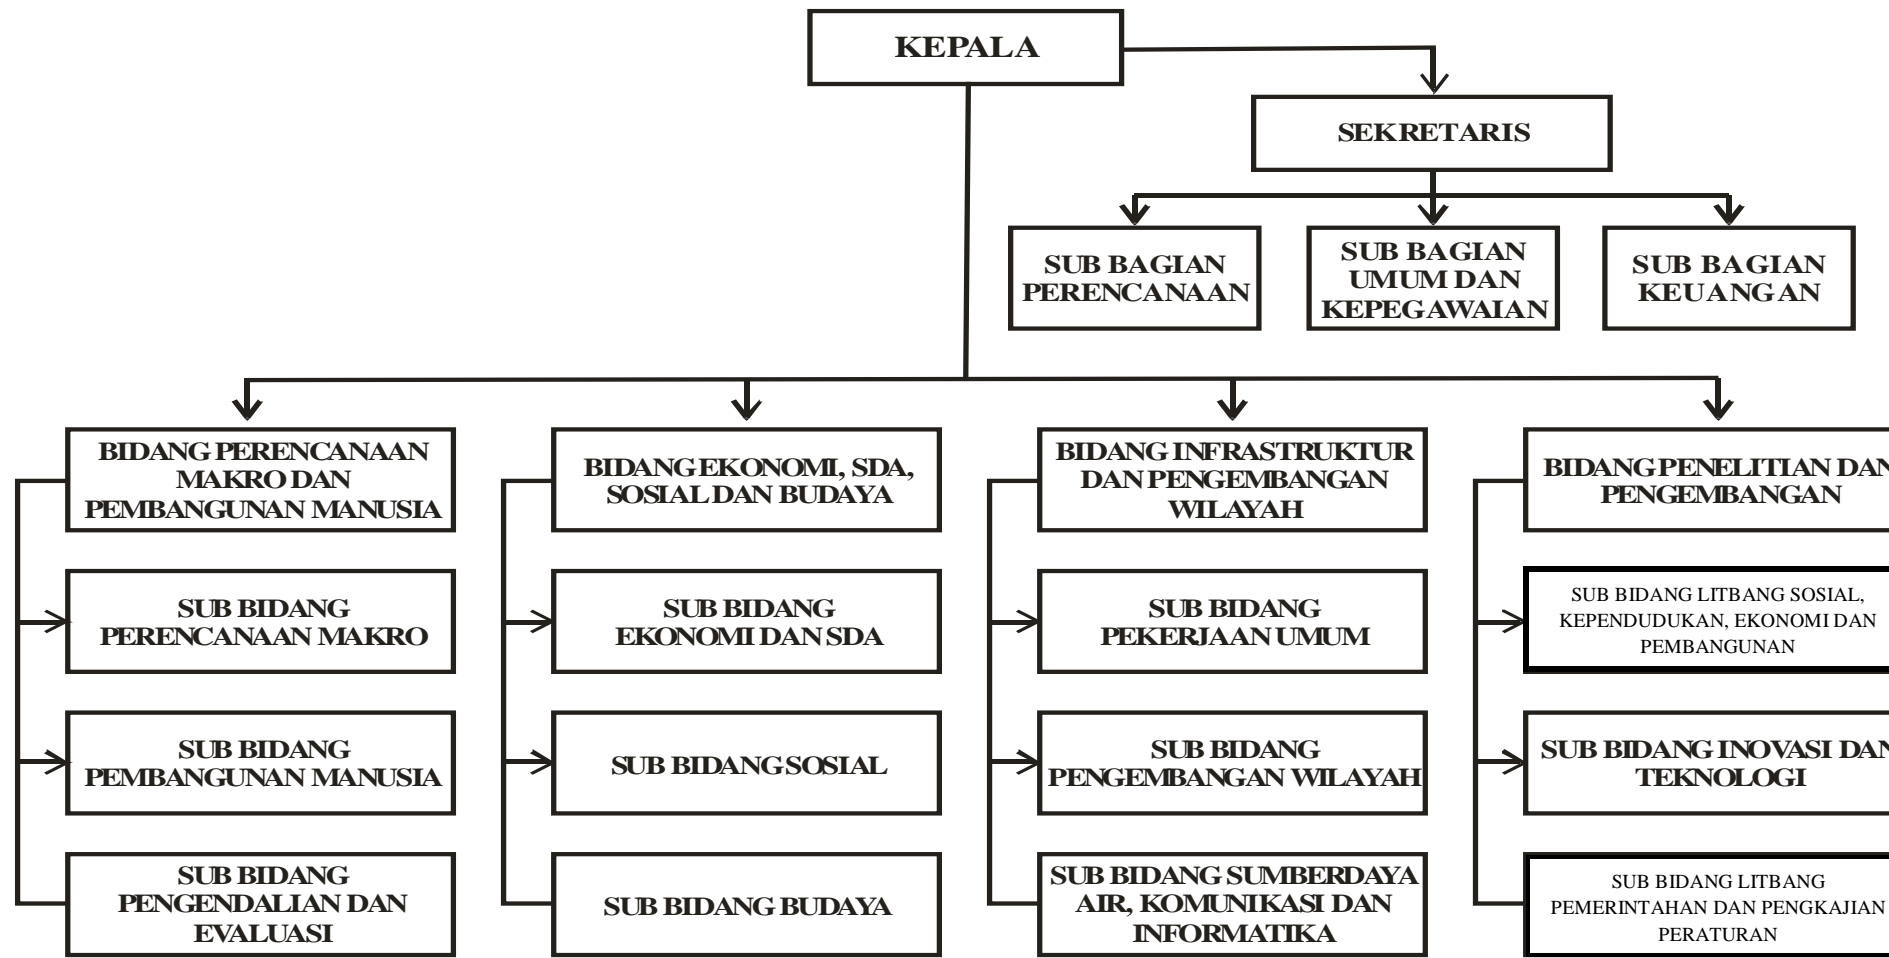 KEPALA
SEKRETARIS
SUB BAGIAN
PERENCANAAN
SUB BAGIAN
UMUM DAN
KEPEGAWAIAN
SUB BAGIAN
KEUANGAN
BIDANG PERENCANAAN
MAKRO DAN
PEMBANGUNAN MANUSIA
BIDANG EKONOMI, SDA,
SOSIAL DAN BUDAYA
BIDANG INFRASTRUKTUR
DAN PENGEMBANGAN
WILAYAH
BIDANG PENELITIAN DAN
PENGEMBANGAN
SUB BIDANG
PERENCANAAN MAKRO
SUB BIDANG
EKONOMI DAN SDA
SUB BIDANG
PEKERJAAN UMUM
SUB BIDANG LITBANG SOSIAL,
KEPENDUDUKAN, EKONOMI DAN
PEMBANGUNAN
SUB BIDANG
PEMBANGUNAN MANUSIA
SUB BIDANG SOSIAL
SUB BIDANG
PENGEMBANGAN WILAYAH
SUB BIDANG INOVASI DAN
TEKNOLOGI
SUB BIDANG
PENGENDALIAN DAN
EVALUASI
SUB BIDANG BUDAYA
SUB BIDANG SUMBERDAYA
AIR, KOMUNIKASI DAN
INFORMATIKA
SUB BIDANG LITBANG
PEMERINTAHAN DAN PENGKAJIAN
PERATURAN